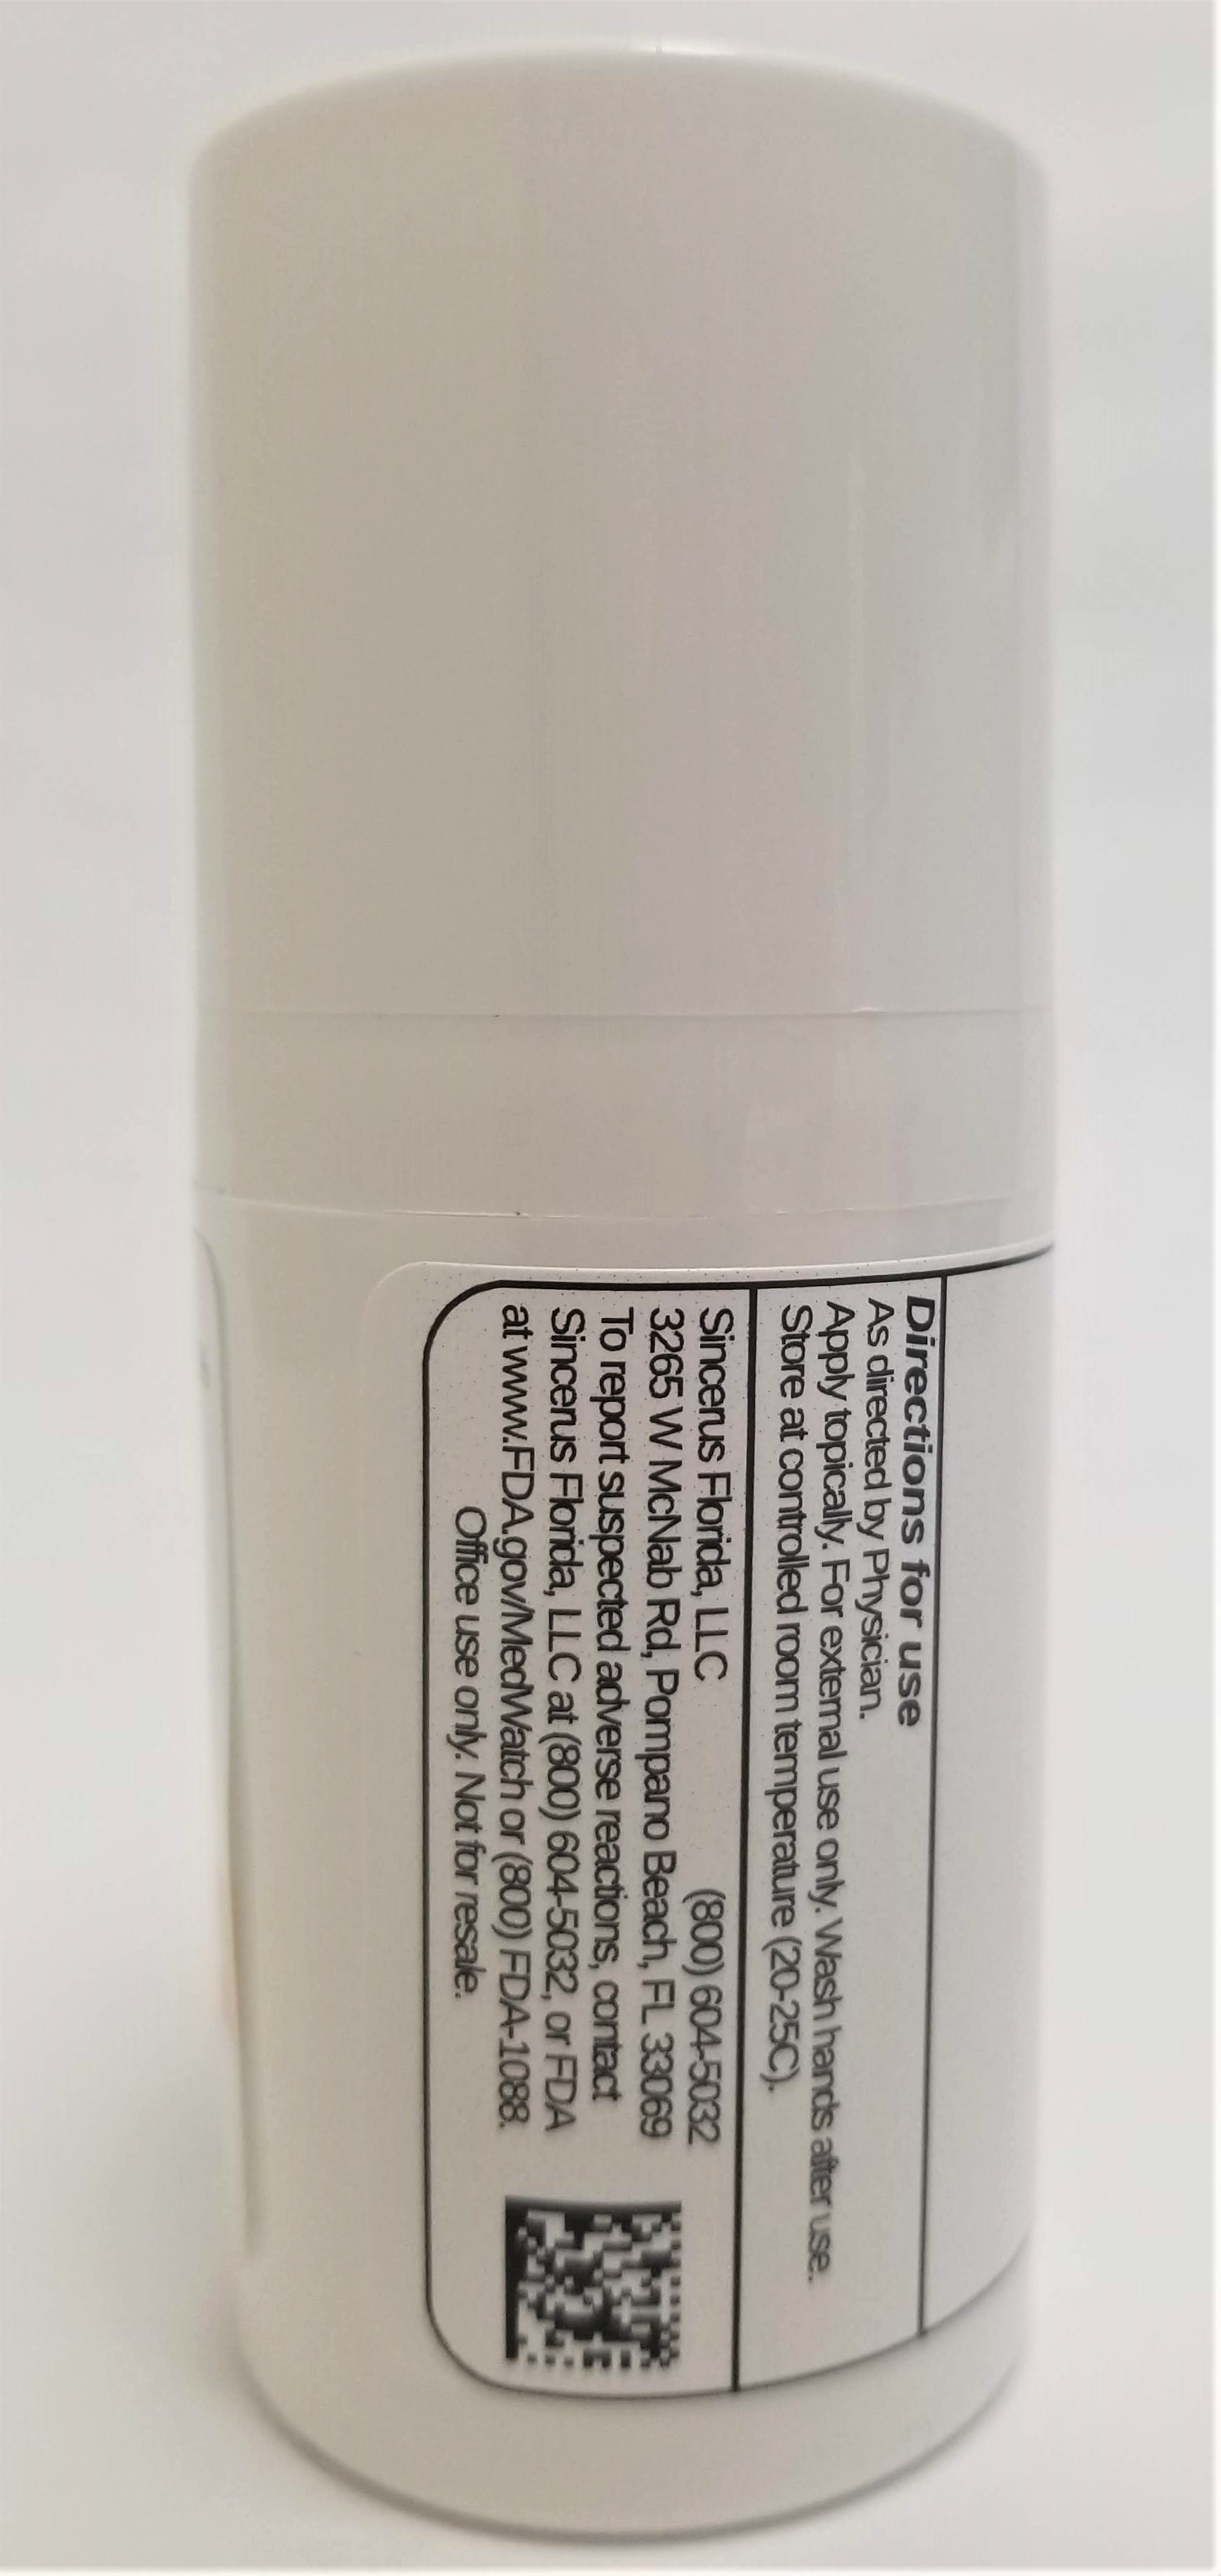 Directions for use
As directed by Physician.
Apply topically. For external use only. Wash hands after use.
Store at controlled room temperature (20-25C).
Sincerus Florida, LLC (800) 604-5032
3265 W McNab Rd, Pompano Beach, FL 33069
To report suspected adverse reactions, contact
Sincerus Florida, LLC at (800) 604-5032, or FDA
at www.FDA.gov/MedWatch or (800) FDA-1088.
Office use only. Not for resale.